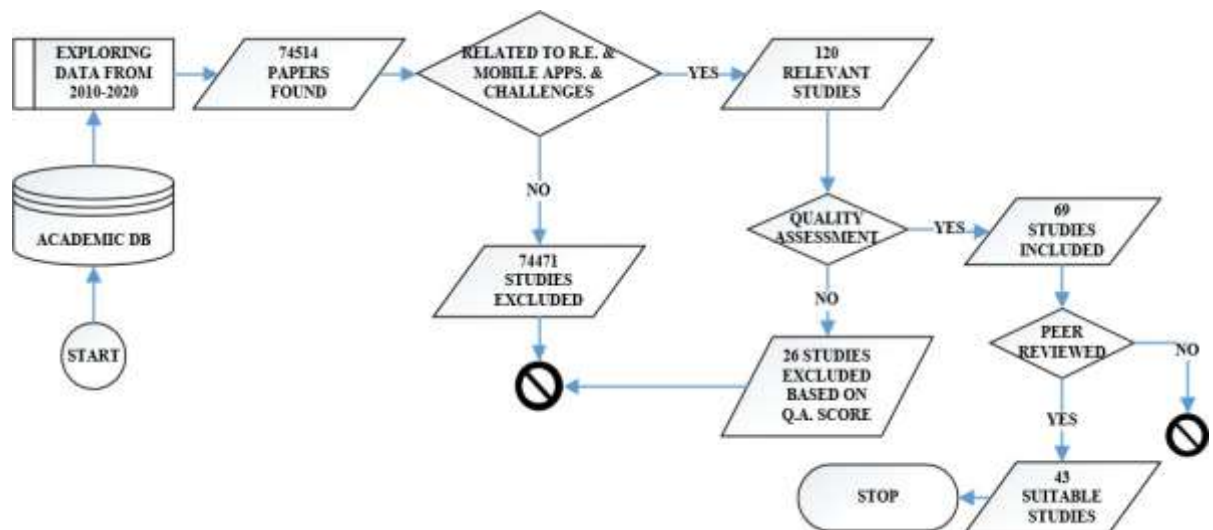 EXPLORING
DATA FROM
2010-2020
74514
PAPERS
FOUND
RELATED TO R.E. &
MOBILE APPS. &
CHALLENGES
YES
120
RELEVANT
STUDIES
ACADEMIC DB
START
NO
74471
STUDIES
EXCLUDED
QUALITY
ASSESSMENT
YES
69
STUDIES
INCLUDED
NO
26 STUDIES
EXCLUDED
BASED ON
Q.A. SCORE
PEER
REVIEWED
NO
YES
43
SUITABLE
STUDIES
STOP